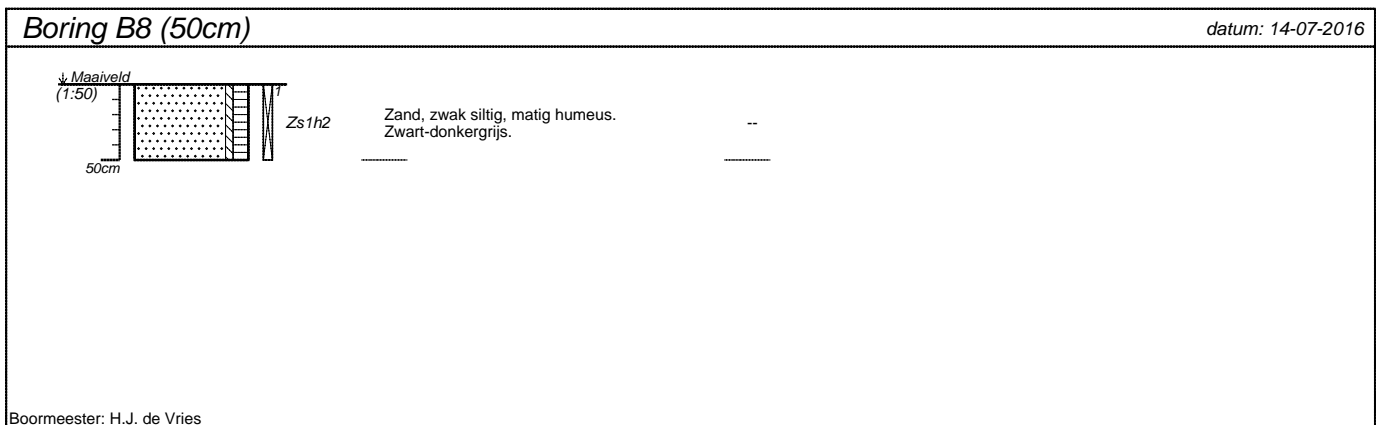 Boring B8 (50cm)
datum: 14-07-2016
Maaiveld
(1:50)
1
Zs1h2
Zand, zwak siltig, matig humeus.
Zwart-donkergrijs.
--
50cm
Boormeester: H.J. de Vries